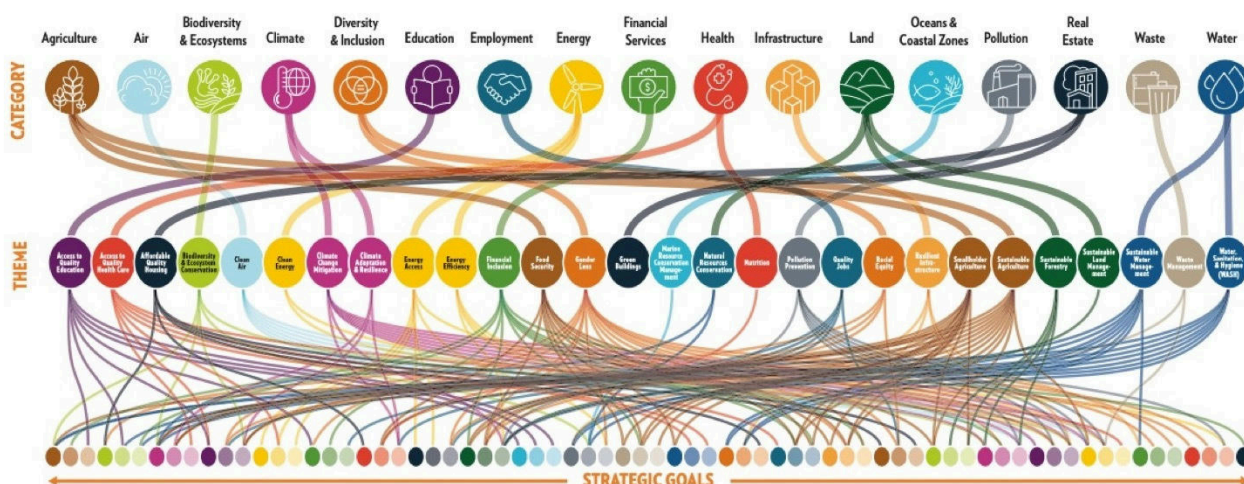 Agriculture
Air
Biodiversity
& Ecosystems
Climate
Diversity
& Inclusion
Education
Employment
Energy
Financial
Services
Health
Infrastructure
Land
Oceans &
Coastal Zones
Pollution
Real
Estate
Waste
Water
CATEGORY
THEME
Access to
Quality
Education
Access to
Quality
Health Care
Affordable
Quality
Housing
Biodiversity
& Ecosystem
Conservation
Clean
Air
Clean
Energy
Climate
Change
Mitigation
Climate
Adaptation
& Resilience
Energy
Access
Energy
Efficiency
Financial
Inclusion
Food
Security
Gender
Lens
Green
Buildings
Marine
Resource
Conservation
Manage-
ment
Natural
Resources
Conservation
Nutrition
Pollution
Prevention
Quality
Jobs
Racial
Equity
Resilient
Infra-
structure
Smallholder
Agriculture
Sustainable
Agriculture
Sustainable
Forestry
Sustainable
Land
Manage-
ment
Sustainable
Water
Manage-
ment
Waste
Management
Water,
Sanitation,
& Hygiene
(WASH)
STRATEGIC GOALS